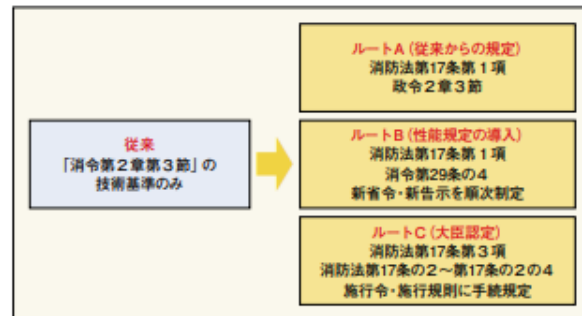 従来
「消令第2章第3節」の
技術基準のみ
ルートA（従来からの規定）
消防法第17条第1項
政令2章3節
ルートB（性能規定の導入）
消防法第17条第1項
消令第29条の4
新省令・新告示を順次制定
ルートC（大臣認定）
消防法第17条第3項
消防法第17条の2～第17条の2の4
施行令・施行規則に手続規定